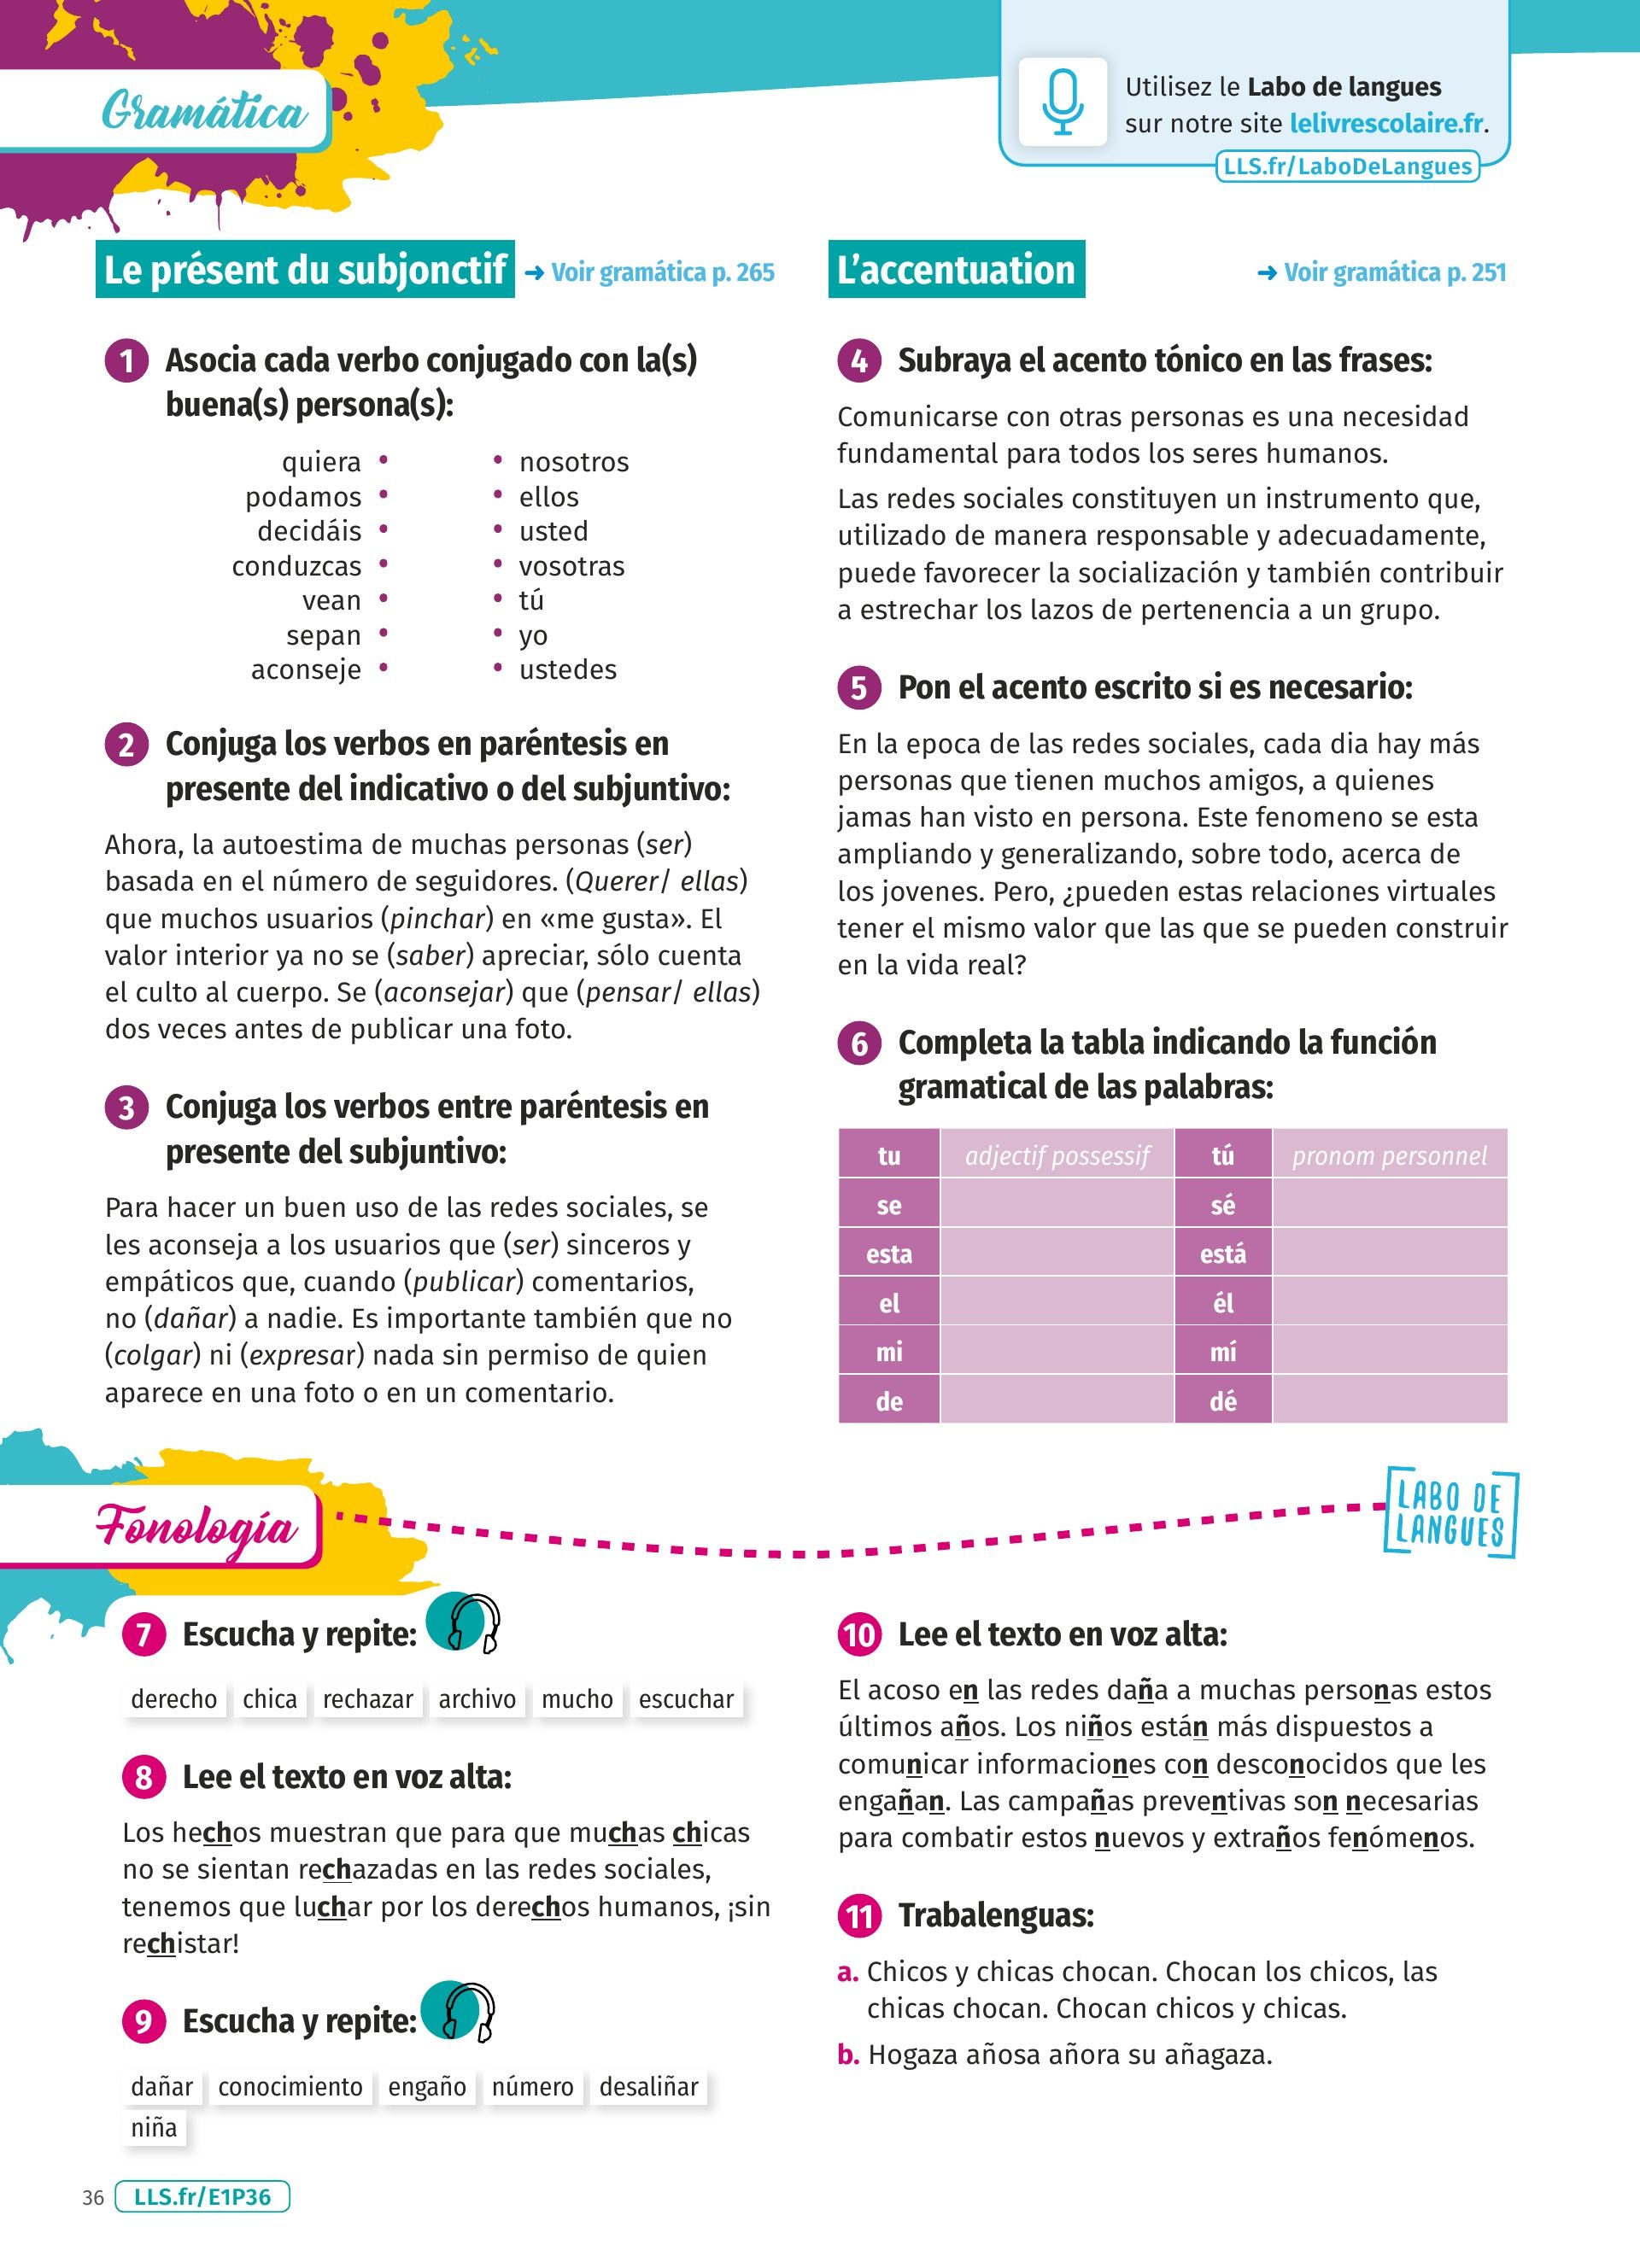 Gramática
Utilisez le Labo de langues
sur notre site lelivrescolaire.fr.
LLS.fr/LaboDeLangues
Le présent du subjonctif → Voir gramática p. 265
1 Asocia cada verbo conjugado con la(s)
buena(s) persona(s):
quiera • • nosotros
podamos • • ellos
decidáis • • usted
conduzcas • • vosotras
vean • • tú
sepan • • yo
aconseje • • ustedes
2 Conjuga los verbos en paréntesis en
presente del indicativo o del subjuntivo:
Ahora, la autoestima de muchas personas (ser)
basada en el número de seguidores. (Querer/ ellas)
que muchos usuarios (pinchar) en «me gusta». El
valor interior ya no se (saber) apreciar, sólo cuenta
el culto al cuerpo. Se (aconsejar) que (pensar/ ellas)
dos veces antes de publicar una foto.
3 Conjuga los verbos entre paréntesis en
presente del subjuntivo:
Para hacer un buen uso de las redes sociales, se
les aconseja a los usuarios que (ser) sinceros y
empáticos que, cuando (publicar) comentarios,
no (dañar) a nadie. Es importante también que no
(colgar) ni (expresar) nada sin permiso de quien
aparece en una foto o en un comentario.
L'accentuation → Voir gramática p. 251
4 Subraya el acento tónico en las frases:
Comunicarse con otras personas es una necesidad
fundamental para todos los seres humanos.
Las redes sociales constituyen un instrumento que,
utilizado de manera responsable y adecuadamente,
puede favorecer la socialización y también contribuir
a estrechar los lazos de pertenencia a un grupo.
5 Pon el acento escrito si es necesario:
En la epoca de las redes sociales, cada dia hay más
personas que tienen muchos amigos, a quienes
jamas han visto en persona. Este fenomeno se esta
ampliando y generalizando, sobre todo, acerca de
los jovenes. Pero, ¿pueden estas relaciones virtuales
tener el mismo valor que las que se pueden construir
en la vida real?
6 Completa la tabla indicando la función
gramatical de las palabras:
tu adjectif possessif tú pronom personnel
se sé
esta está
el él
mi mí
de dé
Fonología
LABO DE
LANGUES
7 Escucha y repite:
derecho chica rechazar archivo mucho escuchar
8 Lee el texto en voz alta:
Los hechos muestran que para que muchas chicas
no se sientan rechazadas en las redes sociales,
tenemos que luchar por los derechos humanos, ¡sin
rechistar!
9 Escucha y repite:
dañar conocimiento engaño número desaliñar
niña
10 Lee el texto en voz alta:
El acoso en las redes daña a muchas personas estos
últimos años. Los niños están más dispuestos a
comunicar informaciones con desconocidos que les
engañan. Las campañas preventivas son necesarias
para combatir estos nuevos y extraños fenómenos.
11 Trabalenguas:
a. Chicos y chicas chocan. Chocan los chicos, las
chicas chocan. Chocan chicos y chicas.
b. Hogaza añosa añora su añagaza.
36 LLS.fr/E1P36